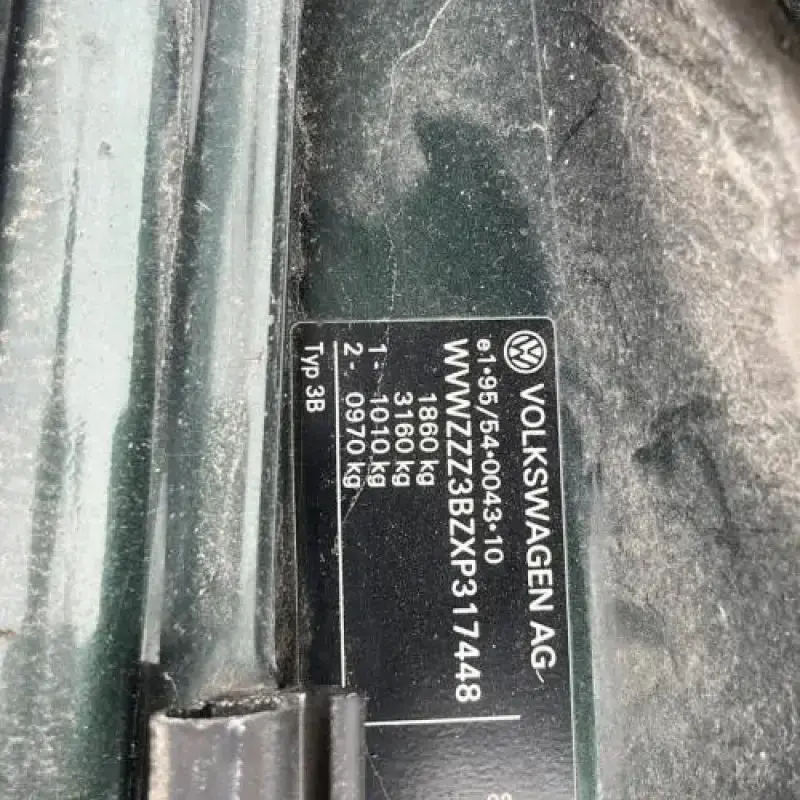 VOLKSWAGEN AG
e1*95/54*0043*10
WVWZZZ3BZXP317448
1860 kg
3160 kg
1- 1010 kg
2- 0970 kg
Typ 3B